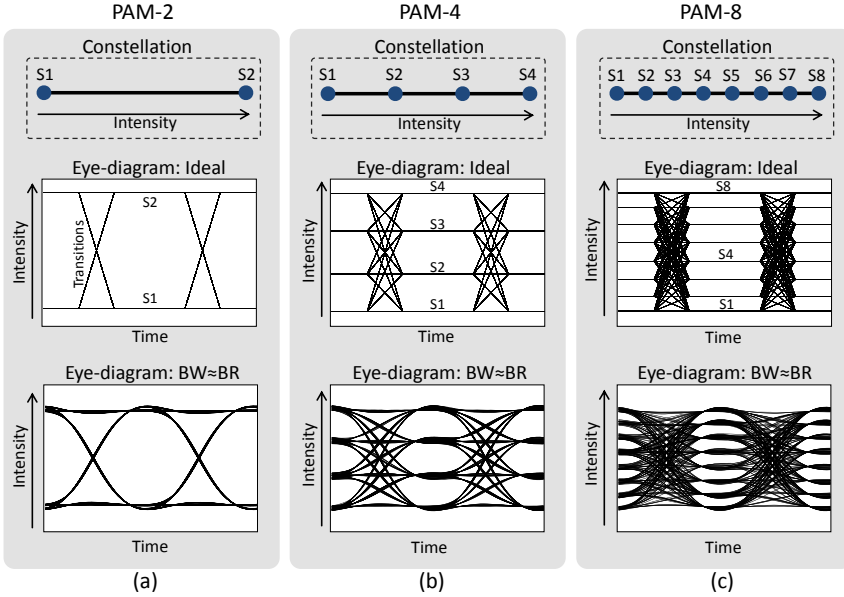 PAM-2
PAM-4
PAM-8
Constellation
S1
S2
Intensity
Eye-diagram: Ideal
Intensity
Transitions
S2
S1
Time
Eye-diagram: BW≈BR
Intensity
Time
(a)
Constellation
S1
S2
S3
S4
Intensity
Eye-diagram: Ideal
Intensity
S4
S3
S2
S1
Time
Eye-diagram: BW≈BR
Intensity
Time
(b)
Constellation
S1
S2
S3
S4
S5
S6
S7
S8
Intensity
Eye-diagram: Ideal
Intensity
S8
S4
S1
Time
Eye-diagram: BW≈BR
Intensity
Time
(c)